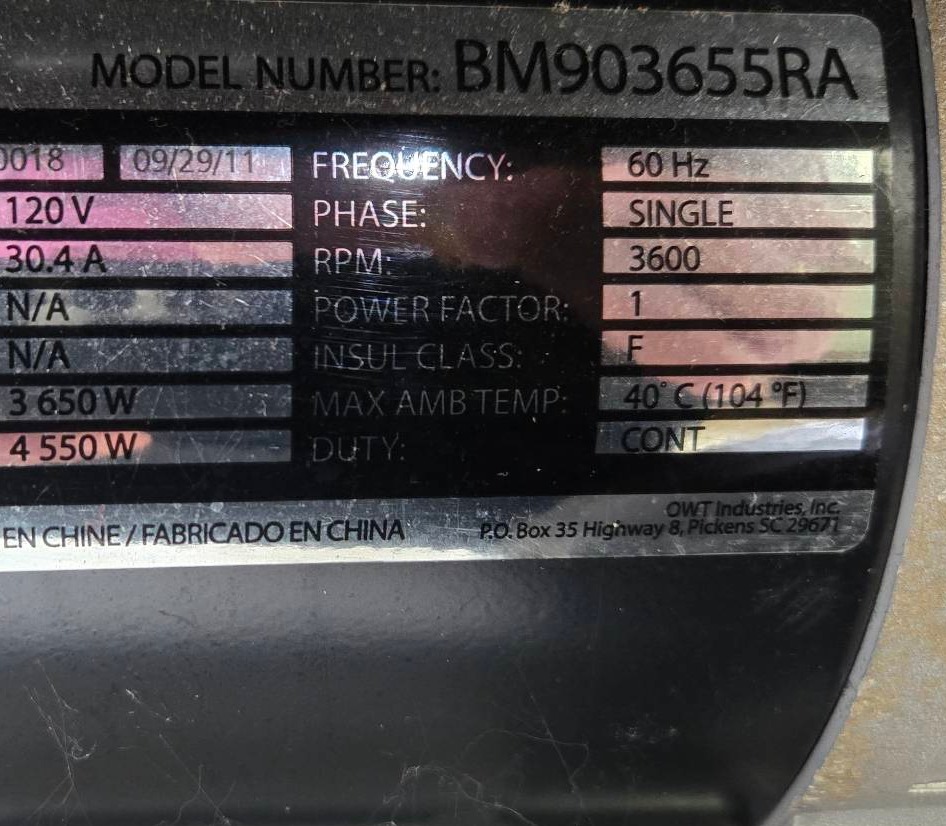 MODEL NUMBER: BM903655RA
0018 09/29/11 FREQUENCY: 60 Hz
120 V PHASE: SINGLE
30.4 A RPM: 3600
N/A POWER FACTOR: 1
N/A INSUL CLASS: F
3 650 W MAX AMB TEMP: 40° C (104 °F)
4 550 W DUTY: CONT
OWT Industries, Inc.
EN CHINE / FABRICADO EN CHINA P.O. Box 35 Highway 8, Pickens SC 29671